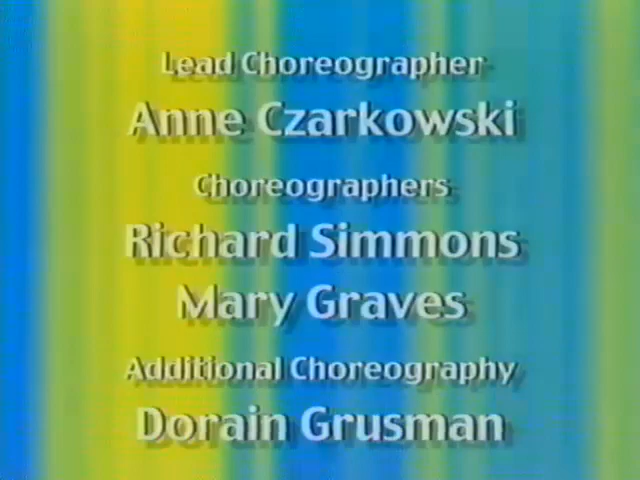 Lead Choreographer
Anne Czarkowski
Choreographers
Richard Simmons
Mary Graves
Additional Choreography
Dorain Grusman